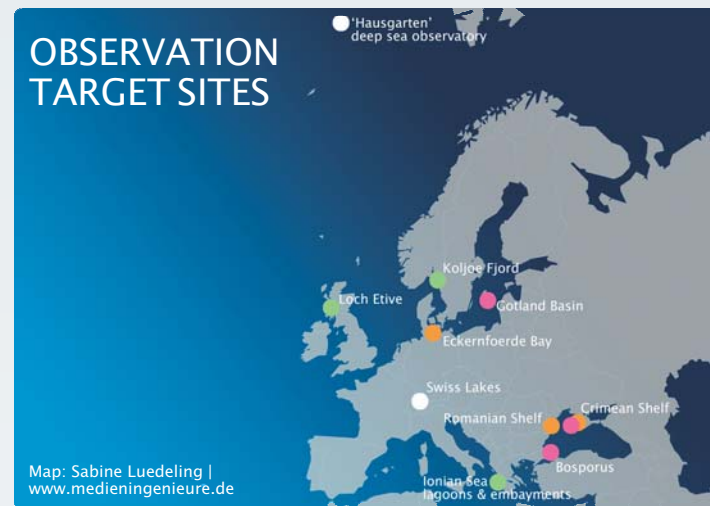 OBSERVATION
TARGET SITES
'Hausgarten'
deep sea observatory
Koljoe Fjord
Loch Etive
Gotland Basin
Eckernfoerde Bay
Swiss Lakes
Crimean Shelf
Romanian Shelf
Bosporus
Ionian Sea
lagoons & embayments
Map: Sabine Luedeling |
www.medieningenieure.de